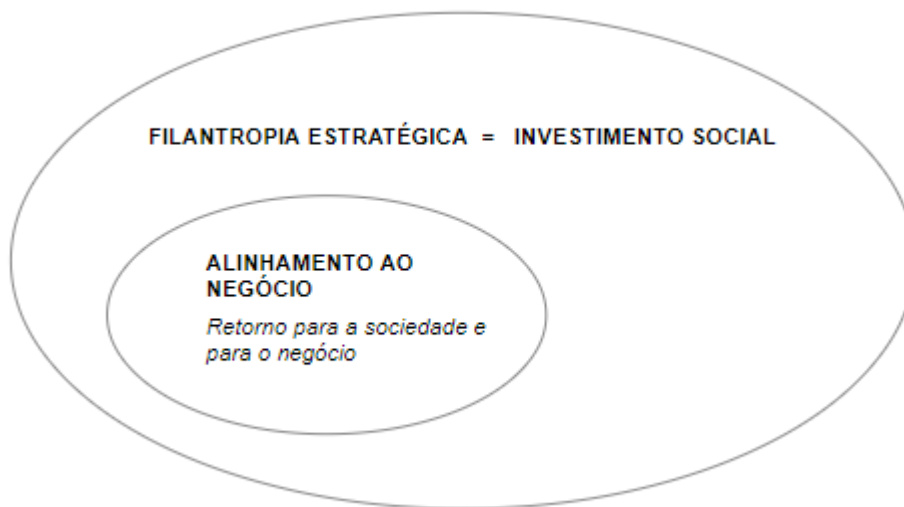 FILANTROPIA ESTRATÉGICA = INVESTIMENTO SOCIAL
ALINHAMENTO AO
NEGÓCIO
Retorno para a sociedade e
para o negócio